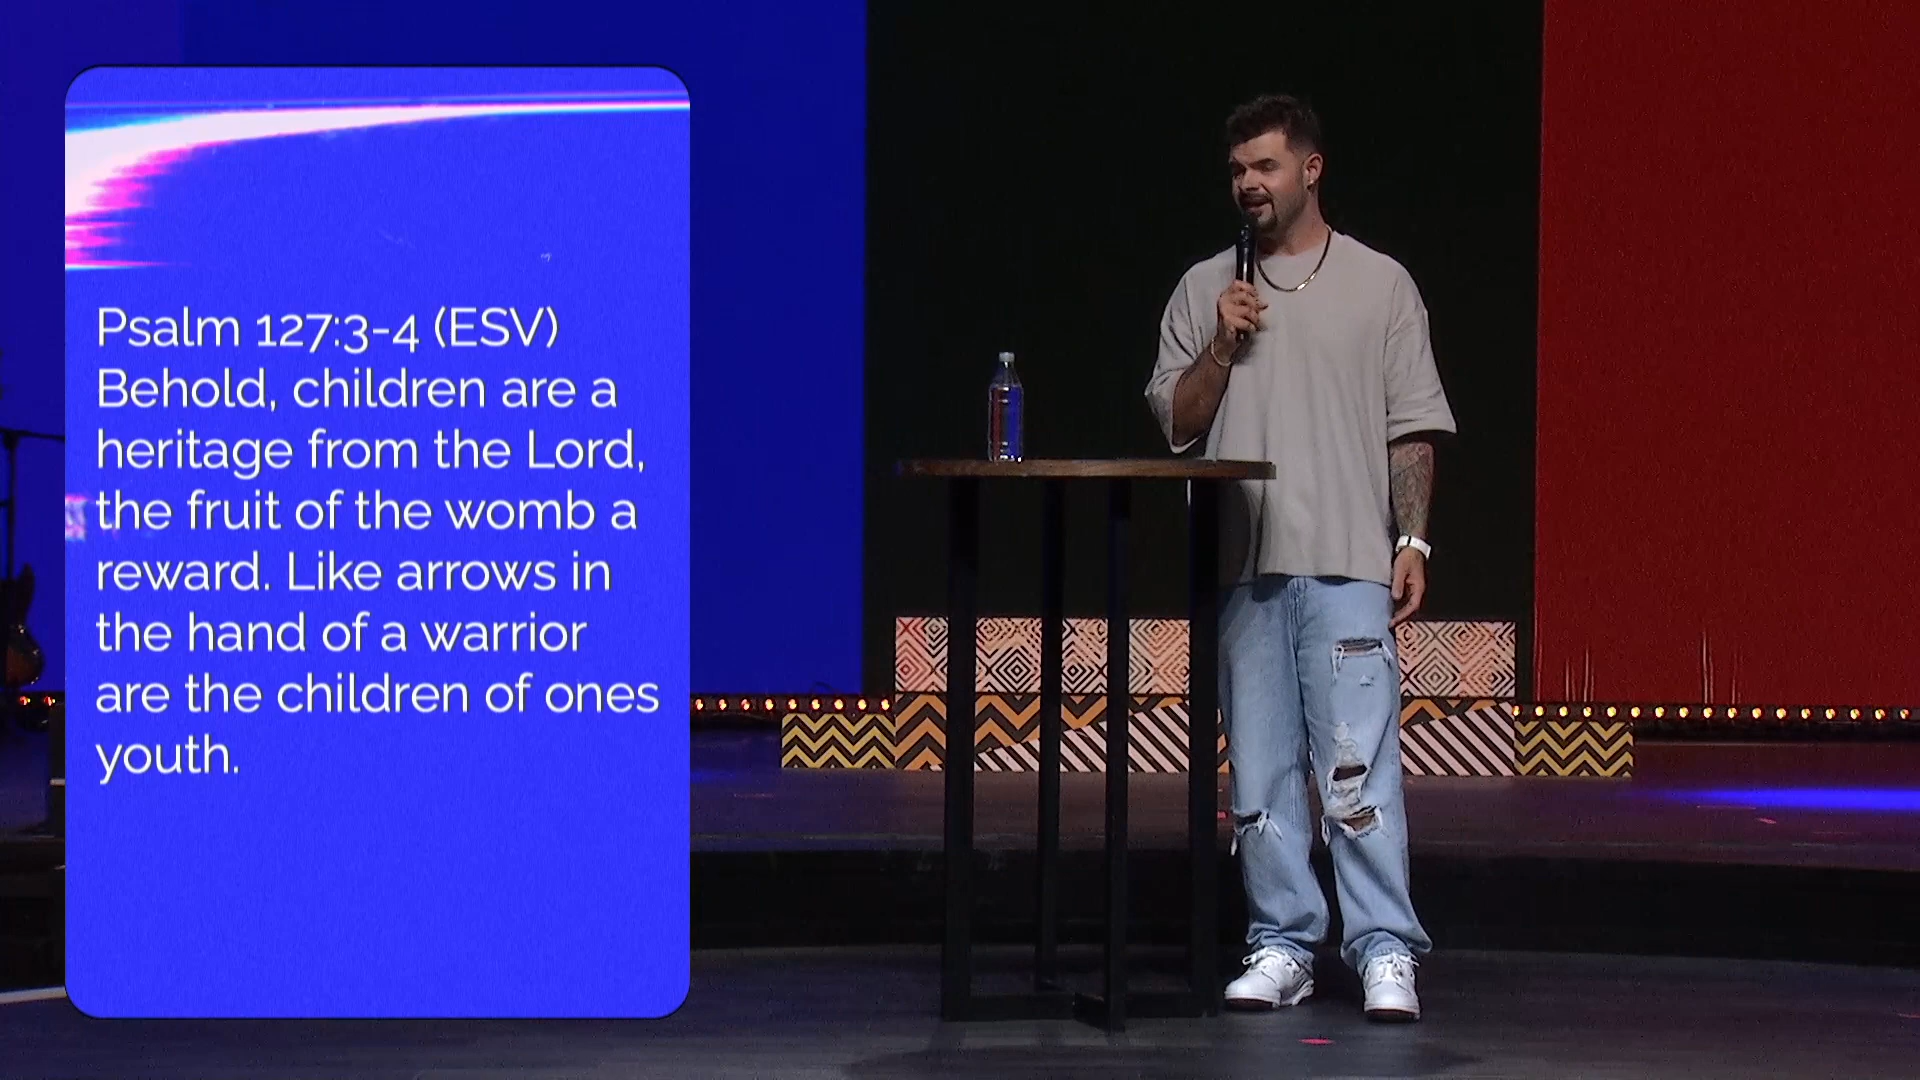 Psalm 127:3-4 (ESV)
Behold, children are a
heritage from the Lord,
the fruit of the womb a
reward. Like arrows in
the hand of a warrior
are the children of ones
youth.